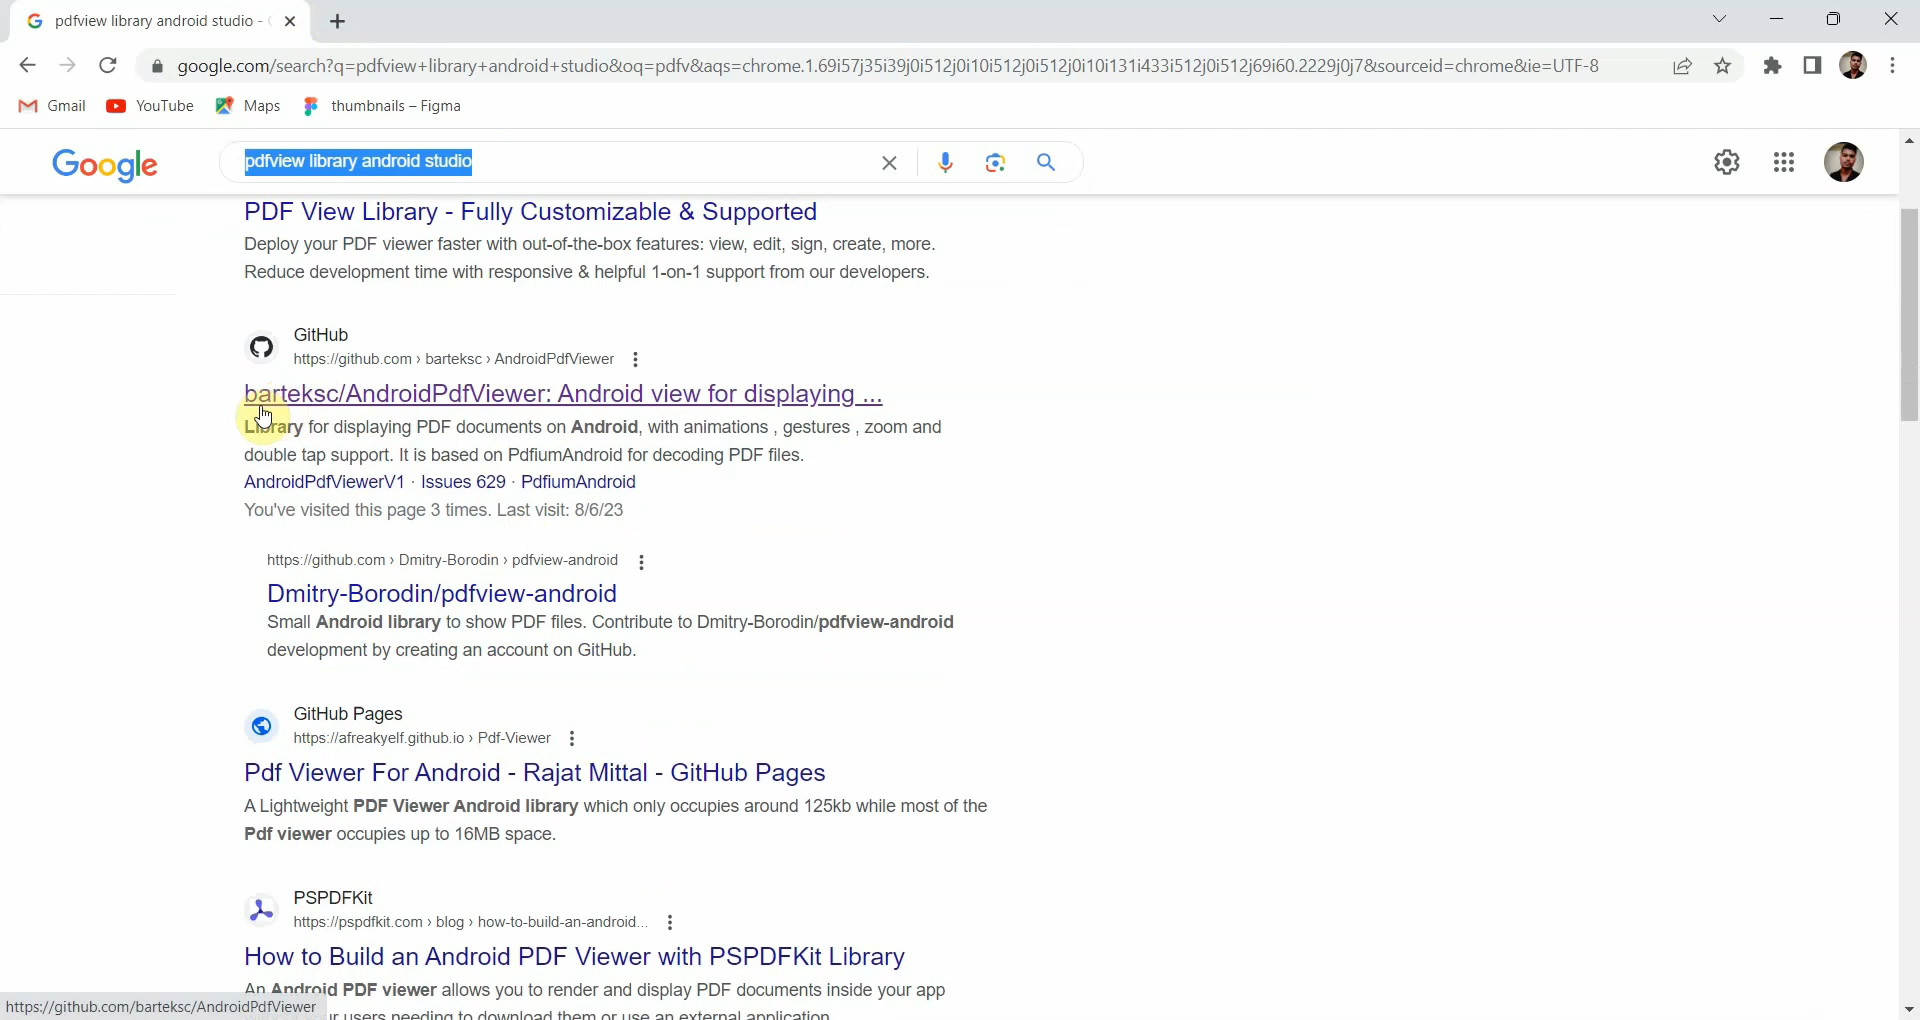 pdfview library android studio -
google.com/search?q=pdfview+library+android+studio&oq=pdfv&aqs=chrome.1.69i57j35i39j0i512j0i10i512j0i512j0i10i131i433i512j0i512j69i60.2229j0j7&sourceid=chrome&ie=UTF-8
Gmail YouTube Maps thumbnails – Figma
Google pdfview library android studio
PDF View Library - Fully Customizable & Supported
Deploy your PDF viewer faster with out-of-the-box features: view, edit, sign, create, more.
Reduce development time with responsive & helpful 1-on-1 support from our developers.
GitHub
https://github.com › barteksc › AndroidPdfViewer
barteksc/AndroidPdfViewer: Android view for displaying ...
Library for displaying PDF documents on Android, with animations , gestures , zoom and
double tap support. It is based on PdfiumAndroid for decoding PDF files.
AndroidPdfViewerV1 · Issues 629 · PdfiumAndroid
You've visited this page 3 times. Last visit: 8/6/23
https://github.com › Dmitry-Borodin › pdfview-android
Dmitry-Borodin/pdfview-android
Small Android library to show PDF files. Contribute to Dmitry-Borodin/pdfview-android
development by creating an account on GitHub.
GitHub Pages
https://afreakyelf.github.io › Pdf-Viewer
Pdf Viewer For Android - Rajat Mittal - GitHub Pages
A Lightweight PDF Viewer Android library which only occupies around 125kb while most of the
Pdf viewer occupies up to 16MB space.
PSPDFKit
https://pspdfkit.com › blog › how-to-build-an-android...
How to Build an Android PDF Viewer with PSPDFKit Library
An Android PDF viewer allows you to render and display PDF documents inside your app
users needing to download them or use an external application
https://github.com/barteksc/AndroidPdfViewer